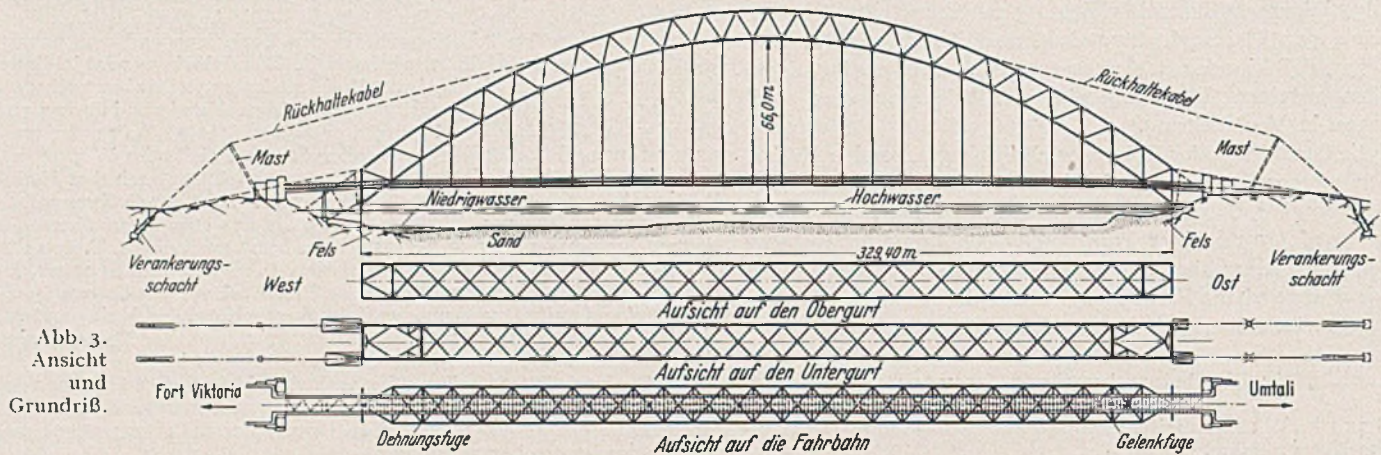 Rückhaltekabel
Rückhaltekabel
Mast
66,0 m
Mast
Niedrigwasser
Hochwasser
Fels
Sand
329,40 m
Fels
Verankerungs-
schacht
West
Ost
Verankerungs-
schacht
Aufsicht auf den Obergurt
Abb. 3.
Ansicht
und
Grundriß.
Aufsicht auf den Untergurt
Fort Viktoria
Umtali
Dehnungsfuge
Aufsicht auf die Fahrbahn
Gelenkfuge